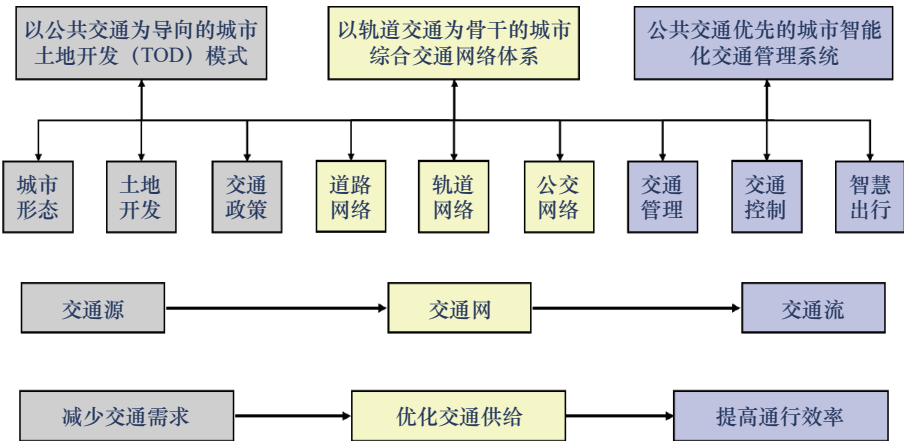 以公共交通为导向的城市
土地开发（TOD）模式
以轨道交通为骨干的城市
综合交通网络体系
公共交通优先的城市智能
化交通管理系统
城市
形态
土地
开发
交通
政策
道路
网络
轨道
网络
公交
网络
交通
管理
交通
控制
智慧
出行
交通源
交通网
交通流
减少交通需求
优化交通供给
提高通行效率